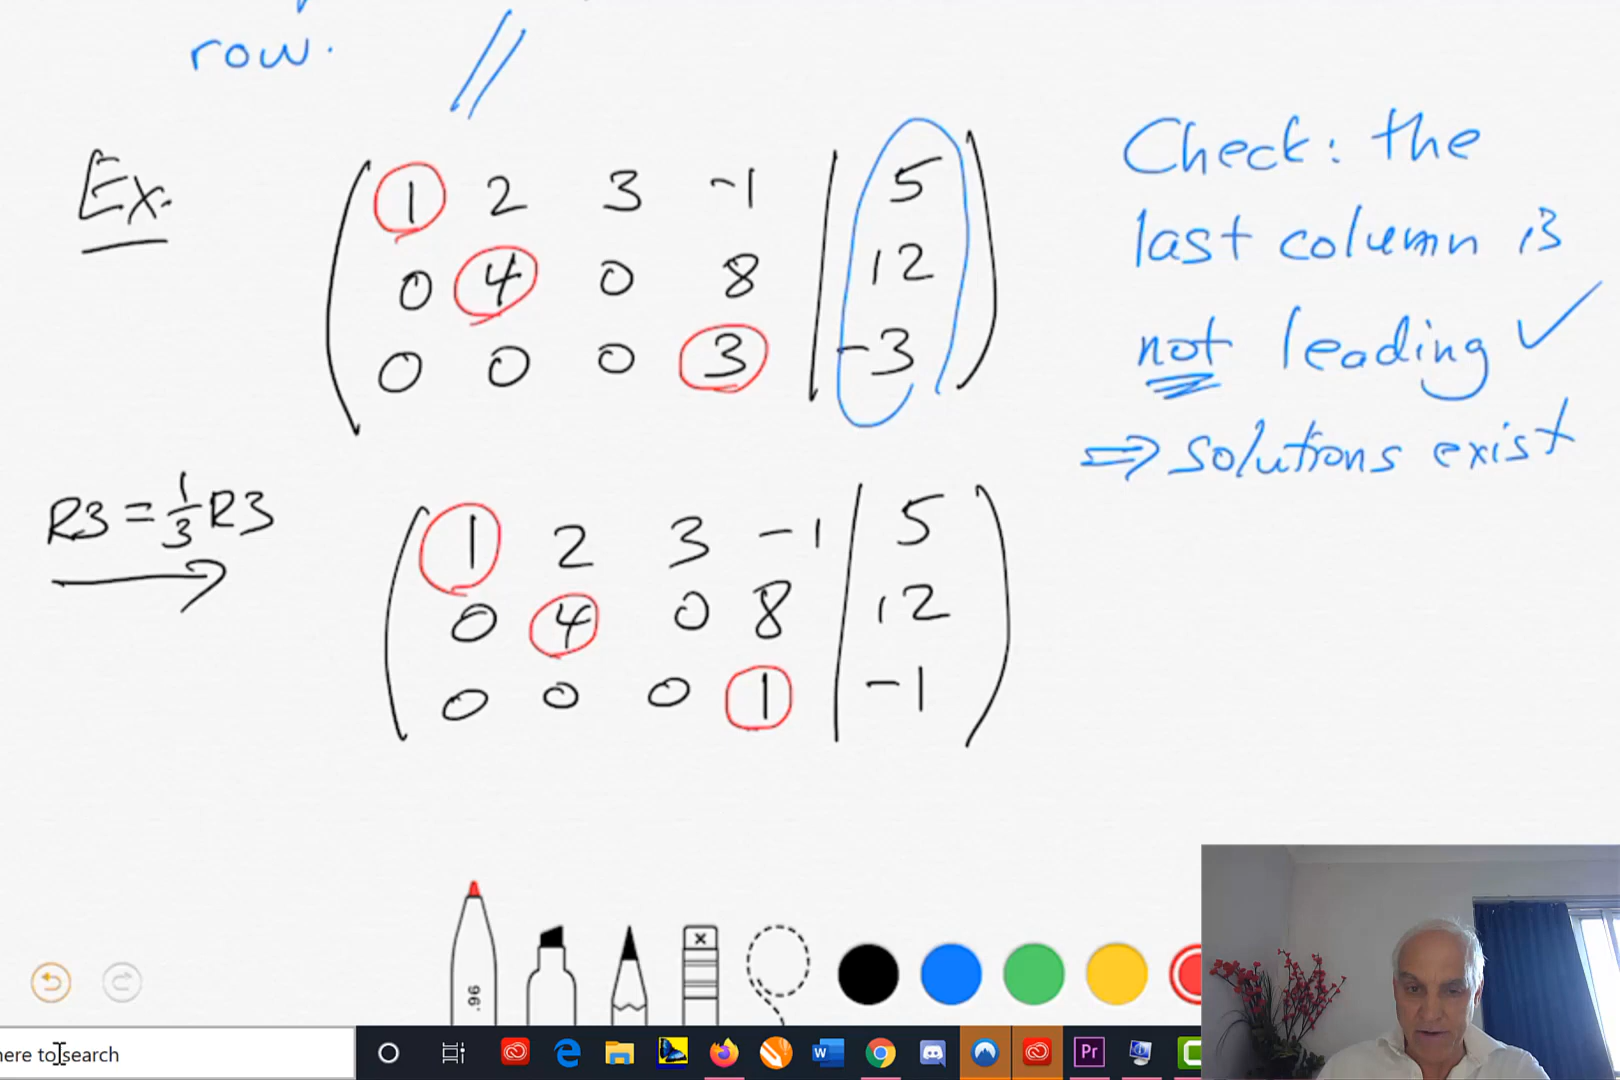 row.
Ex.
1 2 3 -1 | 5
0 4 0 8 | 12
0 0 0 3 | -3
Check: the
last column is
not leading ✓
⇒ solutions exist
R3 = 1/3 R3
1 2 3 -1 | 5
0 4 0 8 | 12
0 0 0 1 | -1
.96
here to search
W
Pr